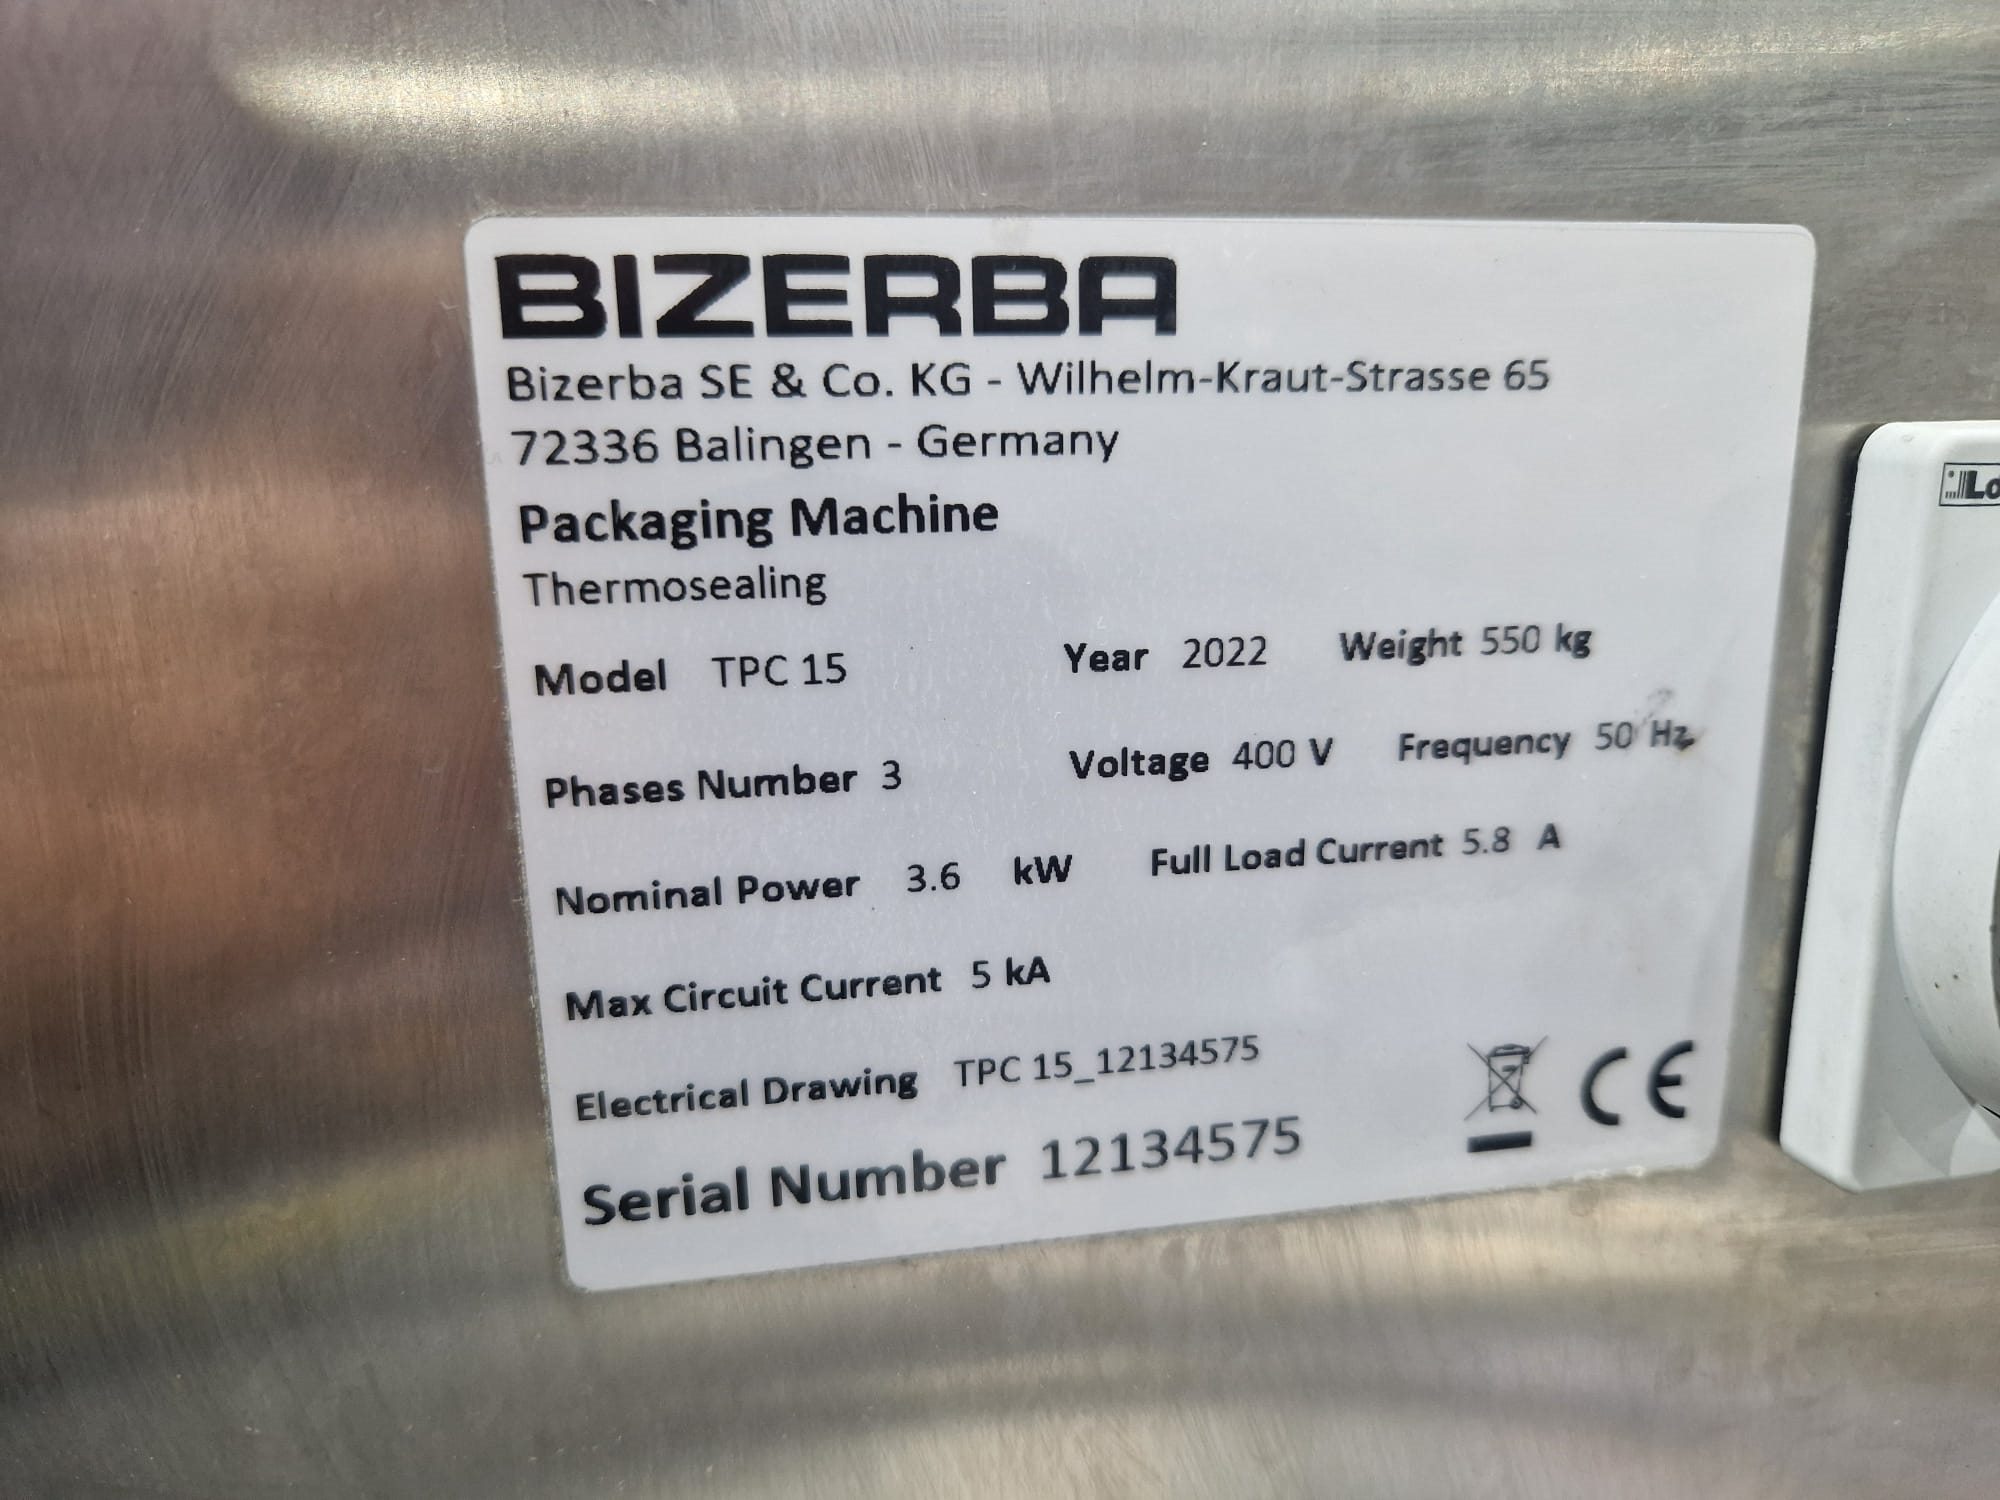 BIZERBA
Bizerba SE & Co. KG - Wilhelm-Kraut-Strasse 65
72336 Balingen - Germany
Packaging Machine
Thermosealing
Model TPC 15 Year 2022 Weight 550 kg
Phases Number 3 Voltage 400 V Frequency 50 Hz
Nominal Power 3.6 kW Full Load Current 5.8 A
Max Circuit Current 5 kA
Electrical Drawing TPC 15_12134575
Serial Number 12134575
CE
Lo